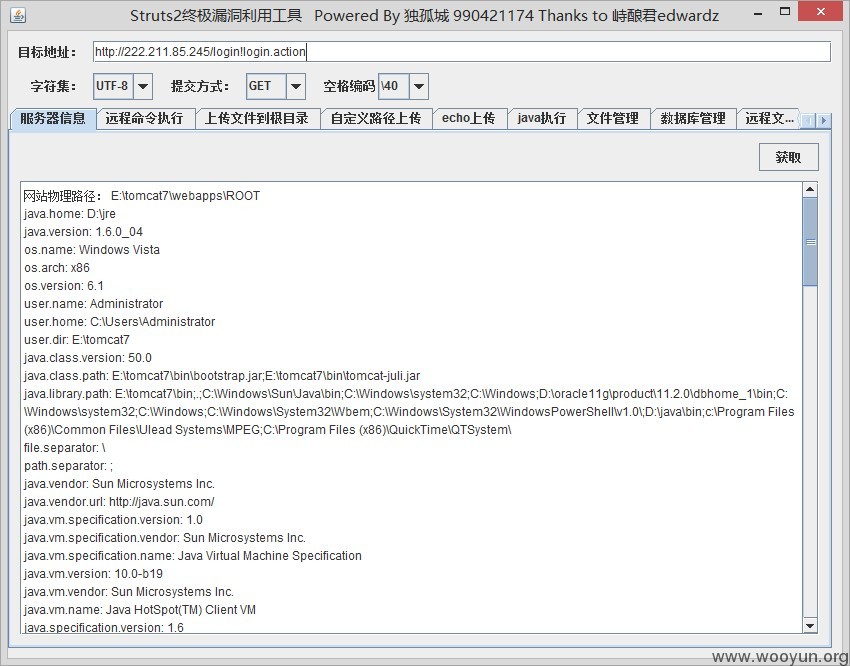 Struts2终极漏洞利用工具 Powered By 独孤城 990421174 Thanks to 峙酿君edwardz
目标地址： http://222.211.85.245/login!login.action
字符集： UTF-8 提交方式： GET 空格编码 \40
服务器信息 远程命令执行 上传文件到根目录 自定义路径上传 echo上传 java执行 文件管理 数据库管理 远程文...
获取
网站物理路径： E:\tomcat7\webapps\ROOT
java.home: D:\jre
java.version: 1.6.0_04
os.name: Windows Vista
os.arch: x86
os.version: 6.1
user.name: Administrator
user.home: C:\Users\Administrator
user.dir: E:\tomcat7
java.class.version: 50.0
java.class.path: E:\tomcat7\bin\bootstrap.jar;E:\tomcat7\bin\tomcat-juli.jar
java.library.path: E:\tomcat7\bin;.;C:\Windows\Sun\Java\bin;C:\Windows\system32;C:\Windows;D:\oracle11g\product\11.2.0\dbhome_1\bin;C:
\Windows\system32;C:\Windows;C:\Windows\System32\Wbem;C:\Windows\System32\WindowsPowerShell\v1.0\;D:\java\bin;c:\Program Files
(x86)\Common Files\Ulead Systems\MPEG;C:\Program Files (x86)\QuickTime\QTSystem\
file.separator: \
path.separator: ;
java.vendor: Sun Microsystems Inc.
java.vendor.url: http://java.sun.com/
java.vm.specification.version: 1.0
java.vm.specification.vendor: Sun Microsystems Inc.
java.vm.specification.name: Java Virtual Machine Specification
java.vm.version: 10.0-b19
java.vm.vendor: Sun Microsystems Inc.
java.vm.name: Java HotSpot(TM) Client VM
java.specification.version: 1.6
www.wooyun.org